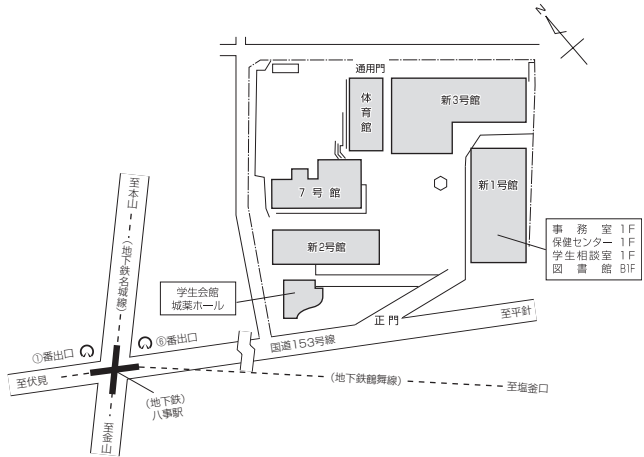 N
通用門
体育館
新3号館
7号館
新1号館
新2号館
事務室 1F
保健センター 1F
学生相談室 1F
図書館 B1F
学生会館
城薬ホール
正門
至平針
国道153号線
至本山
(地下鉄名城線)
①番出口
⑥番出口
至伏見
(地下鉄)
八事駅
至金山
(地下鉄鶴舞線)
至塩釜口